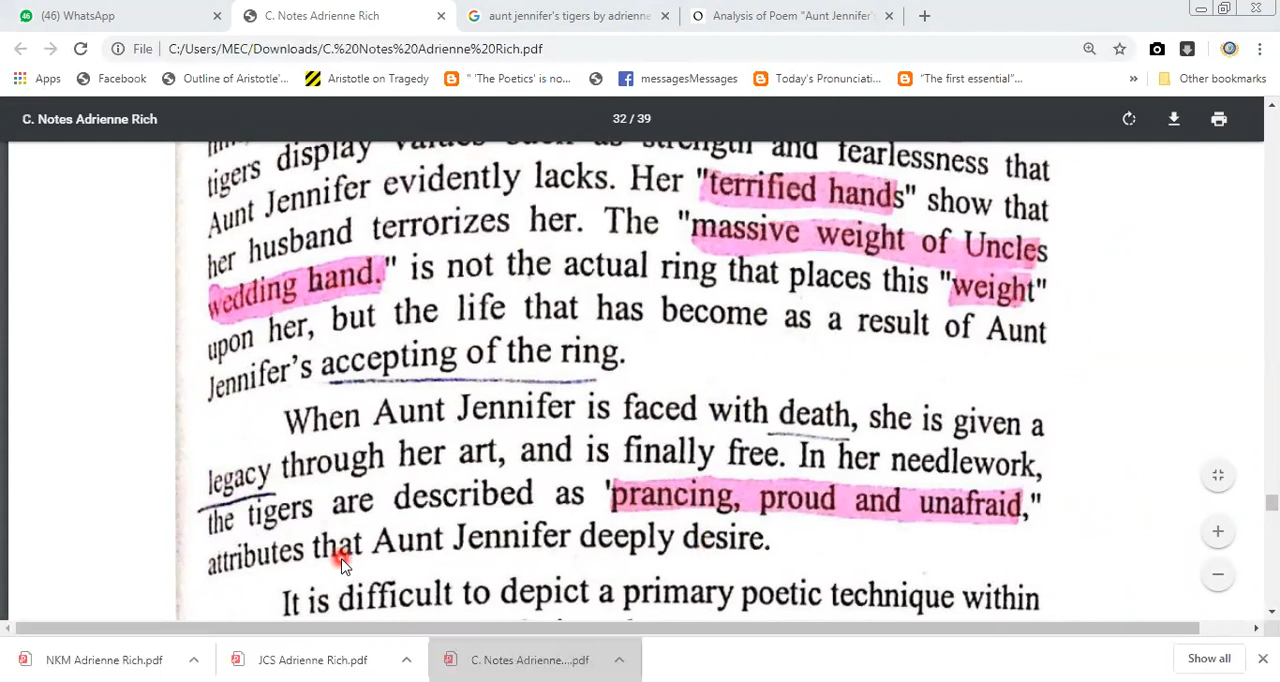 (46) WhatsApp
C. Notes Adrienne Rich
aunt jennifer's tigers by adrienne
Analysis of Poem "Aunt Jennifer'
File
C:/Users/MEC/Downloads/C.%20Notes%20Adrienne%20Rich.pdf
Apps
Facebook
Outline of Aristotle'...
Aristotle on Tragedy
" 'The Poetics' is no...
messagesMessages
Today's Pronunciati...
"The first essential"...
»
Other bookmarks
C. Notes Adrienne Rich
32 / 39
tigers display values such as strength and fearlessness that
Aunt Jennifer evidently lacks. Her "terrified hands" show that
her husband terrorizes her. The "massive weight of Uncles
wedding hand." is not the actual ring that places this "weight"
upon her, but the life that has become as a result of Aunt
Jennifer's accepting of the ring.
When Aunt Jennifer is faced with death, she is given a
legacy through her art, and is finally free. In her needlework,
the tigers are described as 'prancing, proud and unafraid,"
attributes that Aunt Jennifer deeply desire.
It is difficult to depict a primary poetic technique within
NKM Adrienne Rich.pdf
JCS Adrienne Rich.pdf
C. Notes Adrienne....pdf
Show all